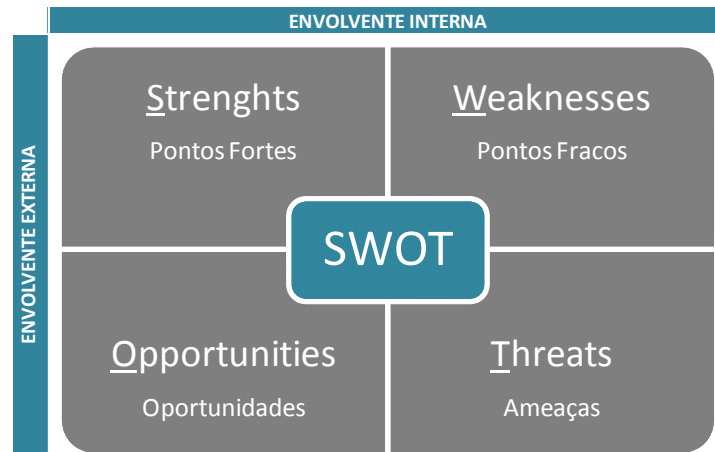 ENVOLVENTE INTERNA
ENVOLVENTE EXTERNA
Strenghts
Pontos Fortes
Weaknesses
Pontos Fracos
SWOT
Opportunities
Oportunidades
Threats
Ameaças